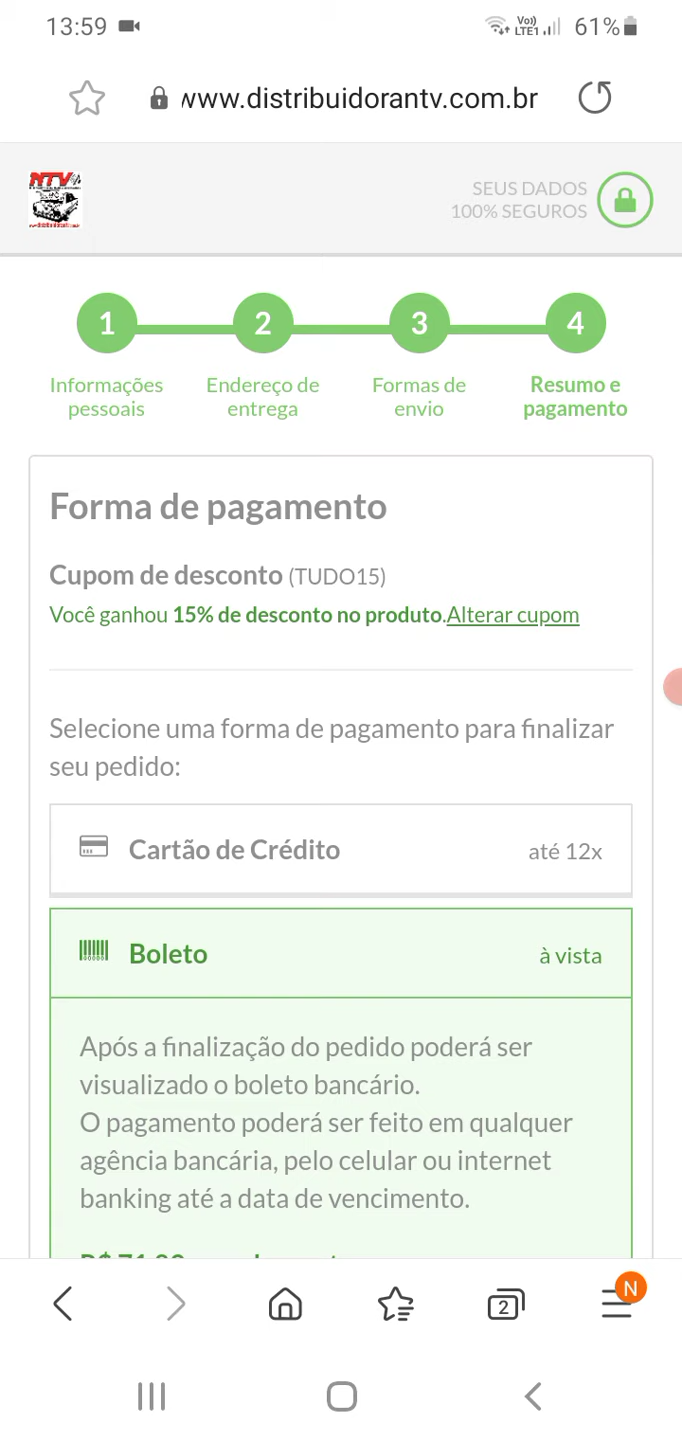 13:59
Vo))
LTE1
61%
www.distribuidorantv.com.br
NTV
SEUS DADOS
100% SEGUROS
1
2
3
4
Informações
pessoais
Endereço de
entrega
Formas de
envio
Resumo e
pagamento
Forma de pagamento
Cupom de desconto (TUDO15)
Você ganhou 15% de desconto no produto.Alterar cupom
Selecione uma forma de pagamento para finalizar
seu pedido:
Cartão de Crédito
até 12x
Boleto
à vista
Após a finalização do pedido poderá ser
visualizado o boleto bancário.
O pagamento poderá ser feito em qualquer
agência bancária, pelo celular ou internet
banking até a data de vencimento.
2
N